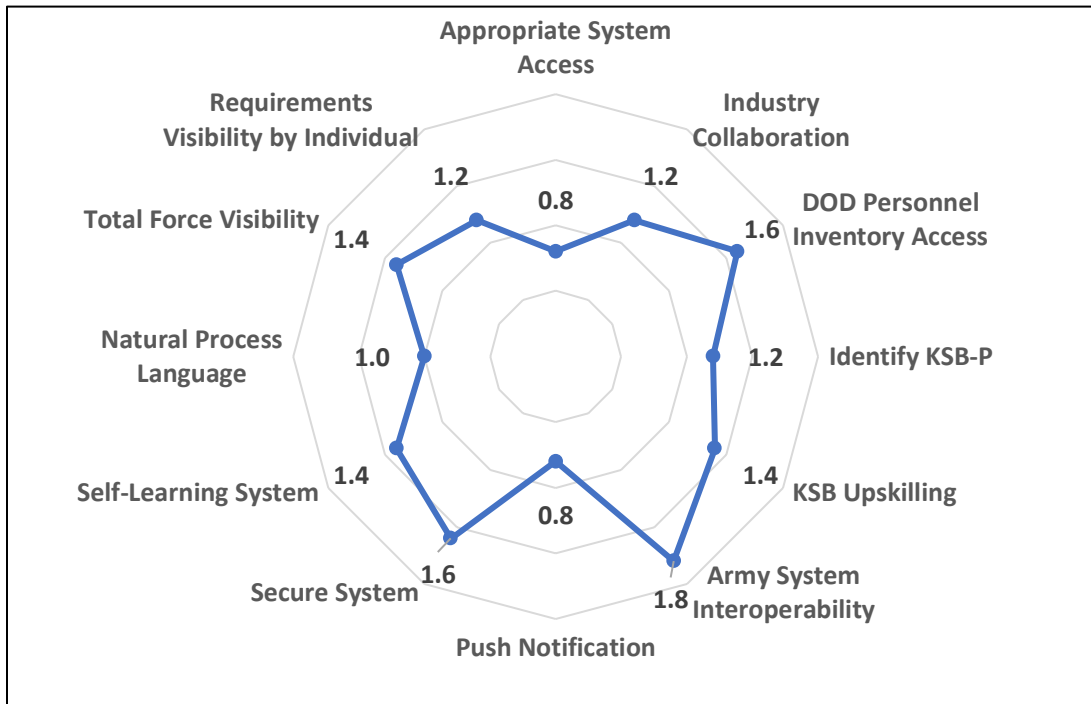 Appropriate System
Access
Requirements
Visibility by Individual
Industry
Collaboration
1.2
0.8
1.2
DOD Personnel
Inventory Access
Total Force Visibility
1.4
1.6
Natural Process
Language
1.0
1.2
Identify KSB-P
Self-Learning System
1.4
1.4
KSB Upskilling
0.8
Secure System
1.6
1.8
Army System
Interoperability
Push Notification